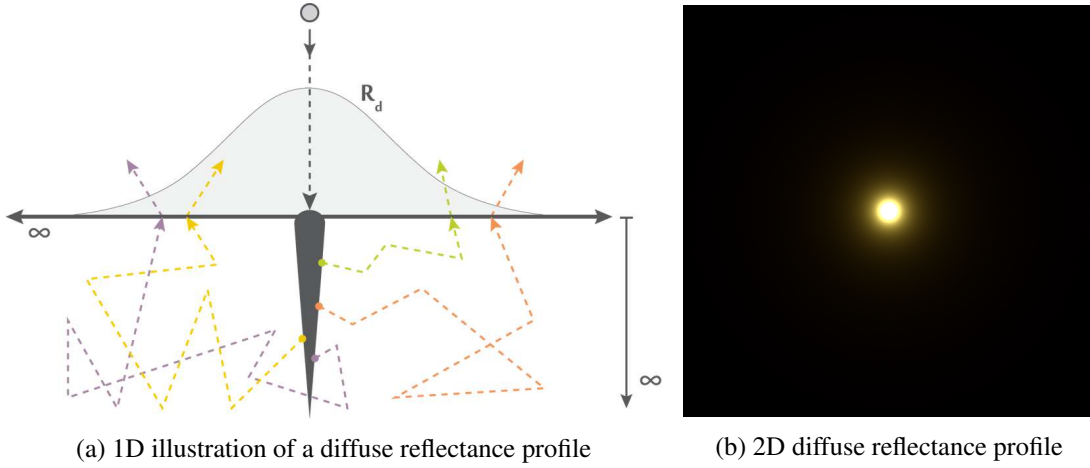 R_d
∞
∞
(a) 1D illustration of a diffuse reflectance profile
(b) 2D diffuse reflectance profile